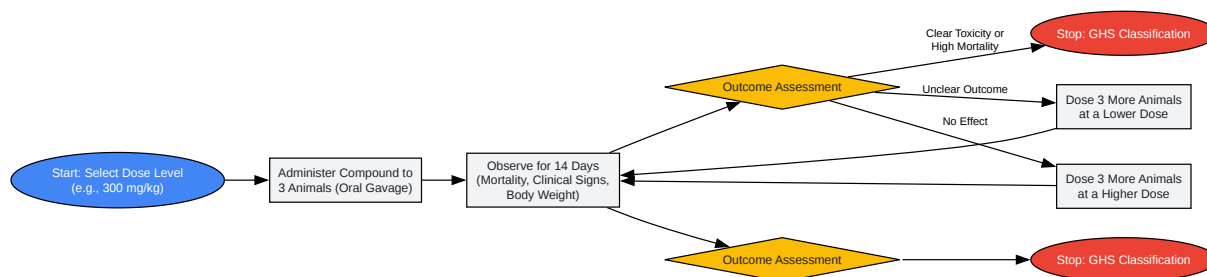 Start: Select Dose Level
(e.g., 300 mg/kg)
Administer Compound to
3 Animals (Oral Gavage)
Observe for 14 Days
(Mortality, Clinical Signs,
Body Weight)
Outcome Assessment
Clear Toxicity or
High Mortality
Stop: GHS Classification
Unclear Outcome
Dose 3 More Animals
at a Lower Dose
No Effect
Dose 3 More Animals
at a Higher Dose
Outcome Assessment
Stop: GHS Classification